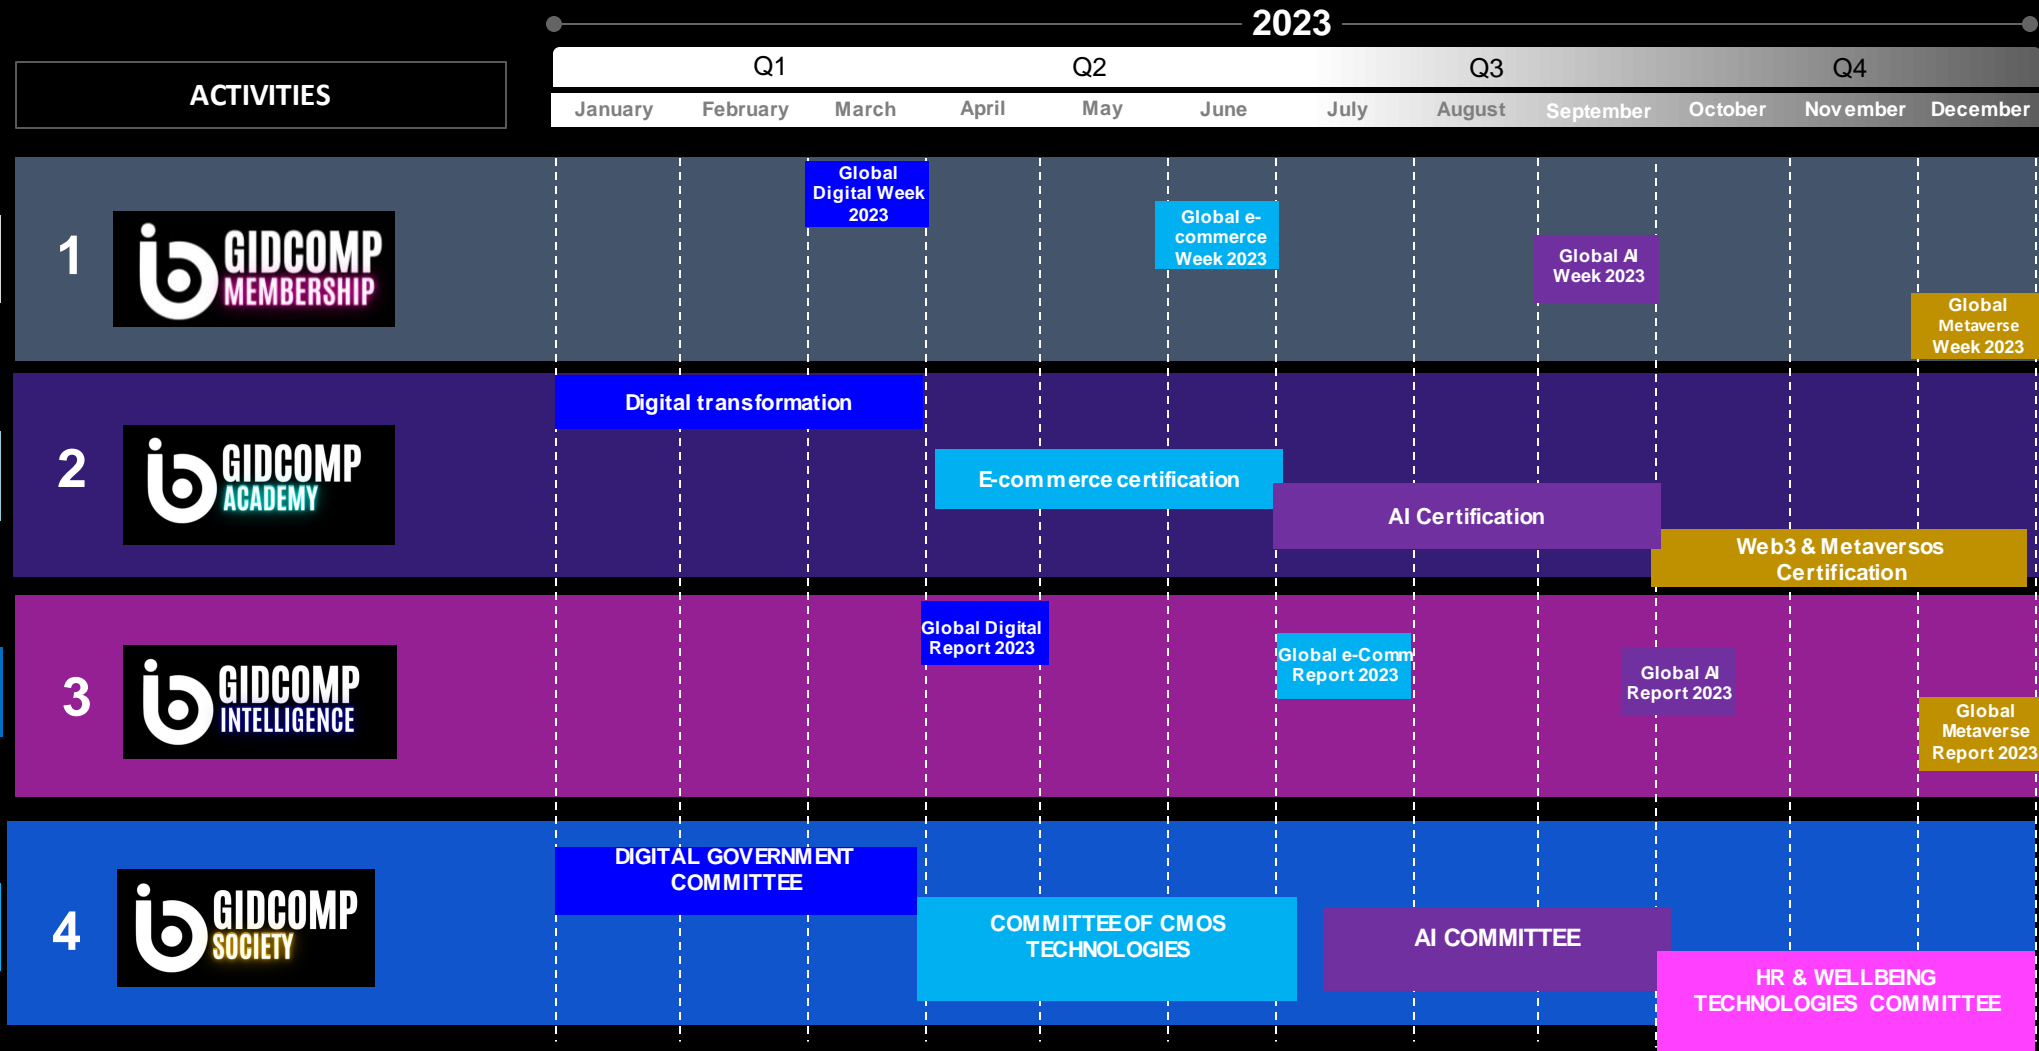 2023
Q1 Q2 Q3 Q4
ACTIVITIES
January February March April May June July August September October November December
1
GIDCOMP
MEMBERSHIP
Global
Digital Week
2023
Global e-
commerce
Week 2023
Global AI
Week 2023
Global
Metaverse
Week 2023
2
GIDCOMP
ACADEMY
Digital transformation
E-commerce certification
AI Certification
Web3 & Metaversos
Certification
3
GIDCOMP
INTELLIGENCE
Global Digital
Report 2023
Global e-Comm
Report 2023
Global AI
Report 2023
Global
Metaverse
Report 2023
4
GIDCOMP
SOCIETY
DIGITAL GOVERNMENT
COMMITTEE
COMMITTEE OF CMOS
TECHNOLOGIES
AI COMMITTEE
HR & WELLBEING
TECHNOLOGIES COMMITTEE